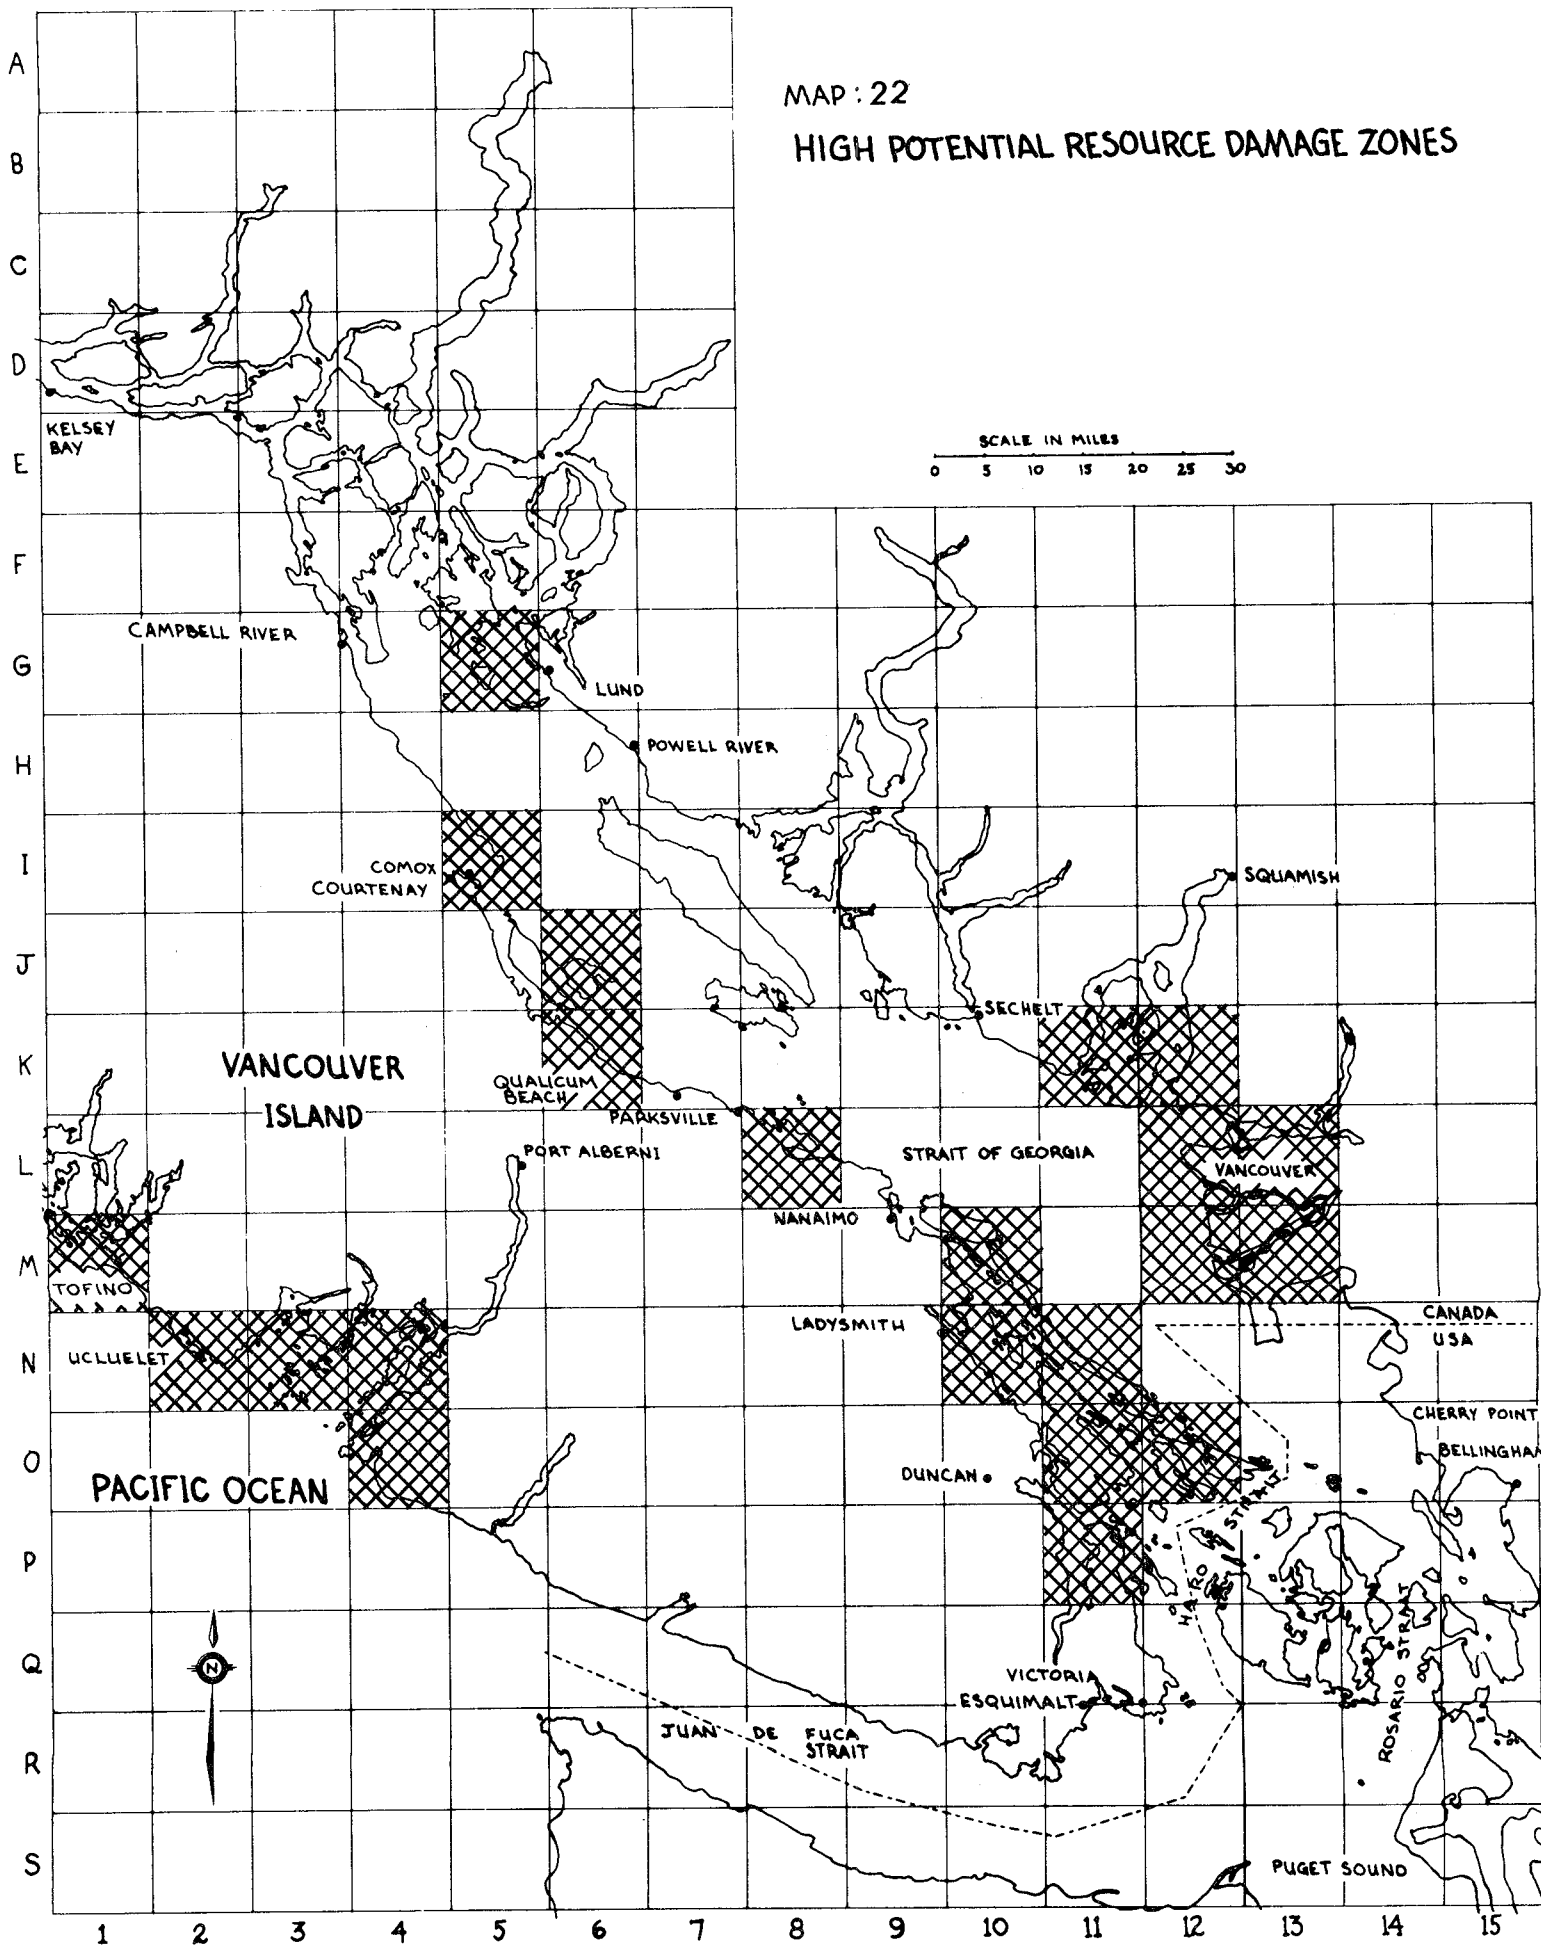 MAP : 22
HIGH POTENTIAL RESOURCE DAMAGE ZONES
A
B
C
D
E
F
G
H
I
J
K
L
M
N
O
P
Q
R
S
KELSEY
BAY
SCALE IN MILES
0 5 10 15 20 25 30
CAMPBELL RIVER
LUND
POWELL RIVER
COMOX
COURTENAY
SQUAMISH
SECHELT
VANCOUVER
ISLAND
QUALICUM
BEACH
PARKSVILLE
PORT ALBERNI
STRAIT OF GEORGIA
VANCOUVER
NANAIMO
TOFINO
LADYSMITH
CANADA
USA
UCLUELET
CHERRY POINT
BELLINGHAM
PACIFIC OCEAN
DUNCAN
HARO STRAIT
ROSARIO STRAIT
N
VICTORIA
ESQUIMALT
JUAN DE FUCA
STRAIT
PUGET SOUND
1 2 3 4 5 6 7 8 9 10 11 12 13 14 15